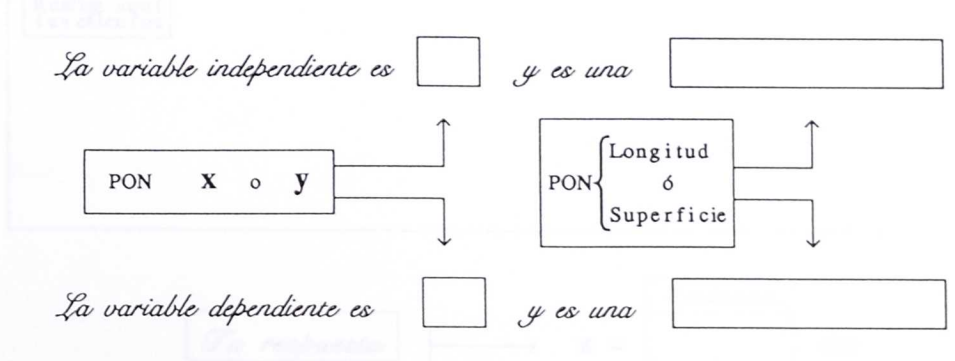 La variable independiente es y es una
PON x o y
PON Longitud
ó
Superficie
La variable dependiente es y es una